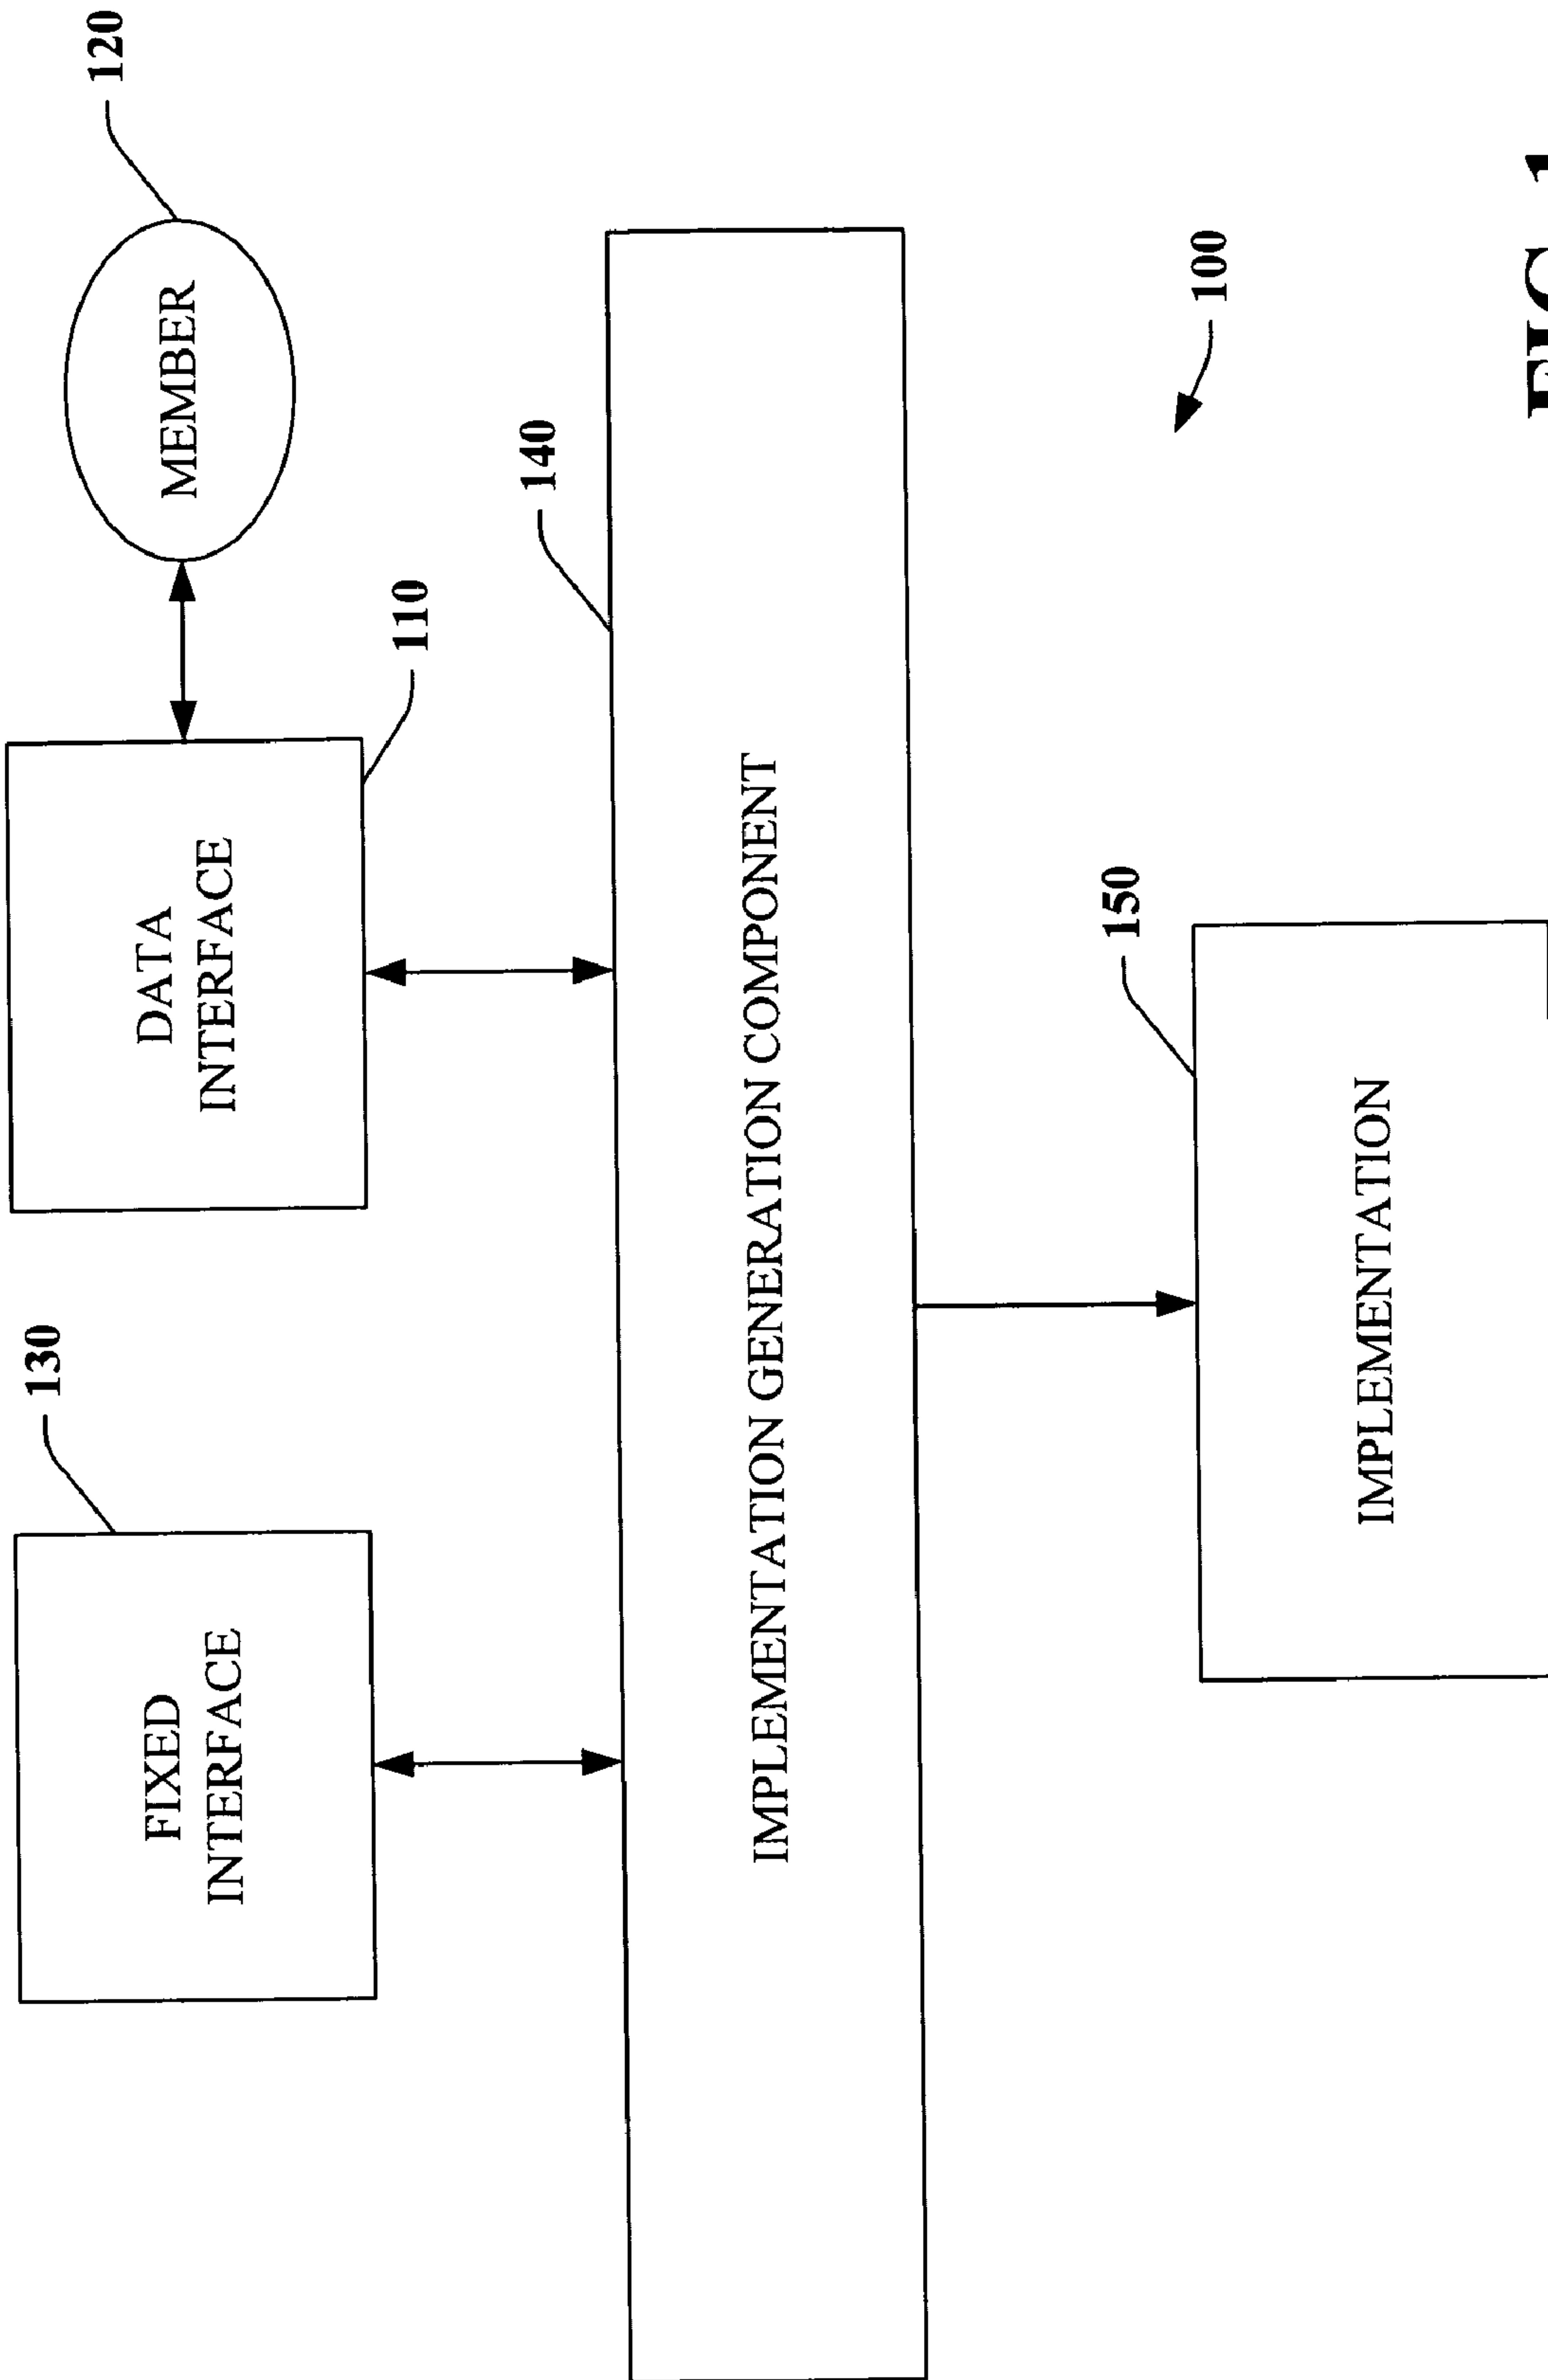 120
MEMBER
130
DATA
INTERFACE
110
FIXED
INTERFACE
140
IMPLEMENTATION GENERATION COMPONENT
150
100
IMPLEMENTATION